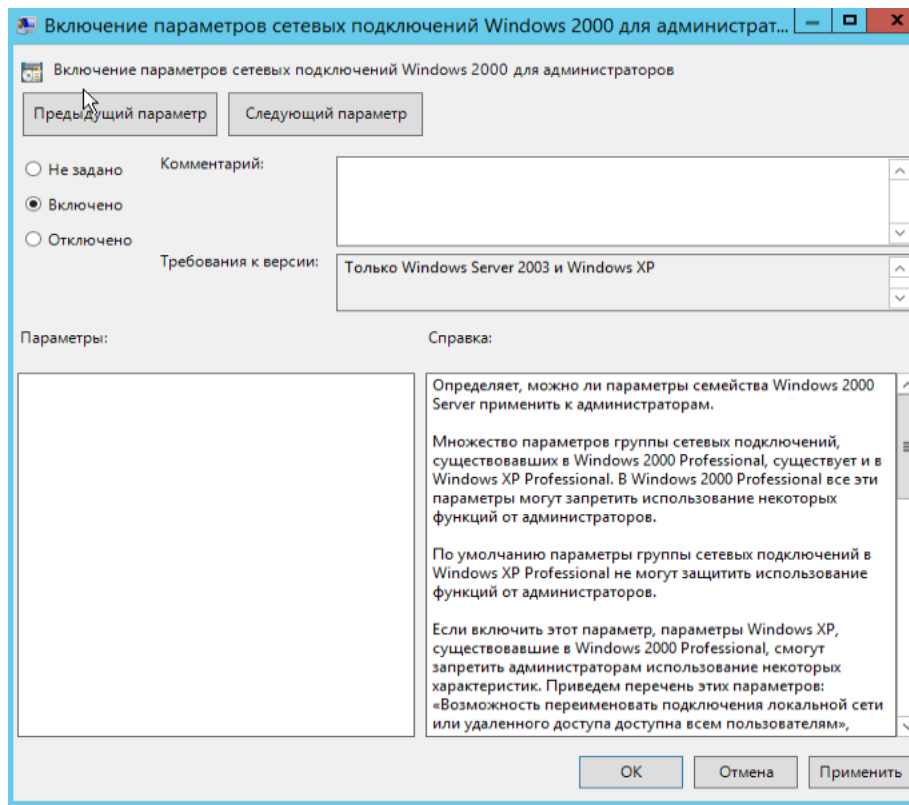 Включение параметров сетевых подключений Windows 2000 для администрат...
Включение параметров сетевых подключений Windows 2000 для администраторов
Предыдущий параметр
Следующий параметр
Не задано
Комментарий:
Включено
Отключено
Требования к версии:
Только Windows Server 2003 и Windows XP
Параметры:
Справка:
Определяет, можно ли параметры семейства Windows 2000
Server применить к администраторам.
Множество параметров группы сетевых подключений,
существовавших в Windows 2000 Professional, существует и в
Windows XP Professional. В Windows 2000 Professional все эти
параметры могут запретить использование некоторых
функций от администраторов.
По умолчанию параметры группы сетевых подключений в
Windows XP Professional не могут защитить использование
функций от администраторов.
Если включить этот параметр, параметры Windows XP,
существовавшие в Windows 2000 Professional, смогут
запретить администраторам использование некоторых
характеристик. Приведем перечень этих параметров:
«Возможность переименовать подключения локальной сети
или удаленного доступа доступна всем пользователям»,
ОК
Отмена
Применить